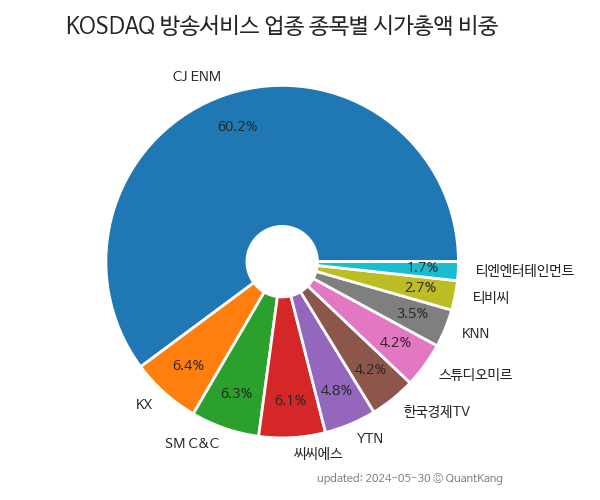 KOSDAQ 방송서비스 업종 종목별 시가총액 비중
CJ ENM
60.2%
1.7%
티엔엔터테인먼트
2.7%
티비씨
3.5%
KNN
4.2%
스튜디오미르
4.2%
한국경제TV
4.8%
YTN
6.1%
씨씨에스
6.3%
SM C&C
6.4%
KX
updated: 2024-05-30 © QuantKang